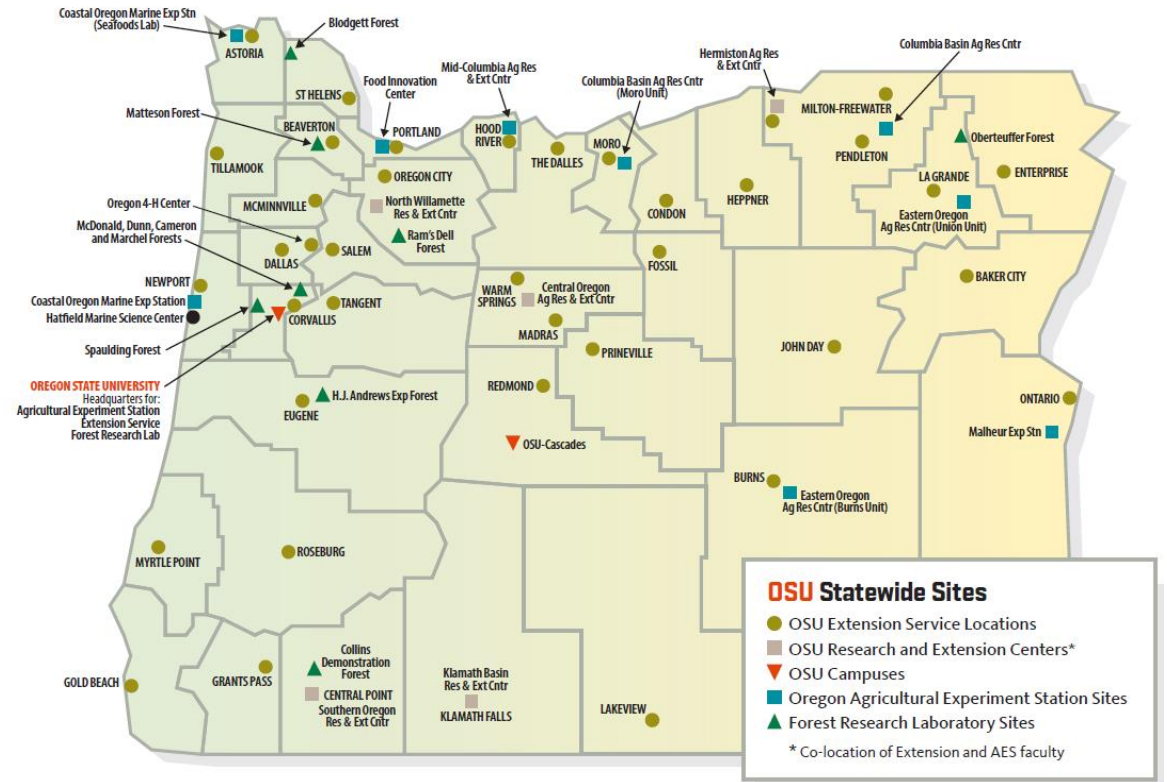 Coastal Oregon Marine Exp Stn
(Seafoods Lab)
ASTORIA
Blodgett Forest
ST HELENS
Matteson Forest
BEAVERTON
Food Innovation
Center
PORTLAND
Mid-Columbia Ag Res
& Ext Cntr
HOOD
RIVER
THE DALLES
Columbia Basin Ag Res Cntr
(Moro Unit)
MORO
Hermiston Ag Res
& Ext Cntr
Columbia Basin Ag Res Cntr
MILTON-FREEWATER
PENDLETON
Oberteuffer Forest
LA GRANDE
ENTERPRISE
Eastern Oregon
Ag Res Cntr (Union Unit)
TILLAMOOK
OREGON CITY
MCMINNVILLE
North Willamette
Res & Ext Cntr
Ram's Dell
Forest
CONDON
HEPPNER
Oregon 4-H Center
McDonald, Dunn, Cameron
and Marchel Forests
DALLAS
SALEM
FOSSIL
BAKER CITY
NEWPORT
Coastal Oregon Marine Exp Station
Hatfield Marine Science Center
CORVALLIS
TANGENT
WARM
SPRINGS
Central Oregon
Ag Res & Ext Cntr
MADRAS
Spaulding Forest
PRINEVILLE
JOHN DAY
OREGON STATE UNIVERSITY
Headquarters for:
Agricultural Experiment Station
Extension Service
Forest Research Lab
EUGENE
H.J. Andrews Exp Forest
REDMOND
ONTARIO
Malheur Exp Stn
OSU-Cascades
BURNS
Eastern Oregon
Ag Res Cntr (Burns Unit)
MYRTLE POINT
ROSEBURG
GOLD BEACH
GRANTS PASS
Collins
Demonstration
Forest
CENTRAL POINT
Southern Oregon
Res & Ext Cntr
Klamath Basin
Res & Ext Cntr
KLAMATH FALLS
LAKEVIEW
OSU Statewide Sites
OSU Extension Service Locations
OSU Research and Extension Centers*
OSU Campuses
Oregon Agricultural Experiment Station Sites
Forest Research Laboratory Sites
* Co-location of Extension and AES faculty